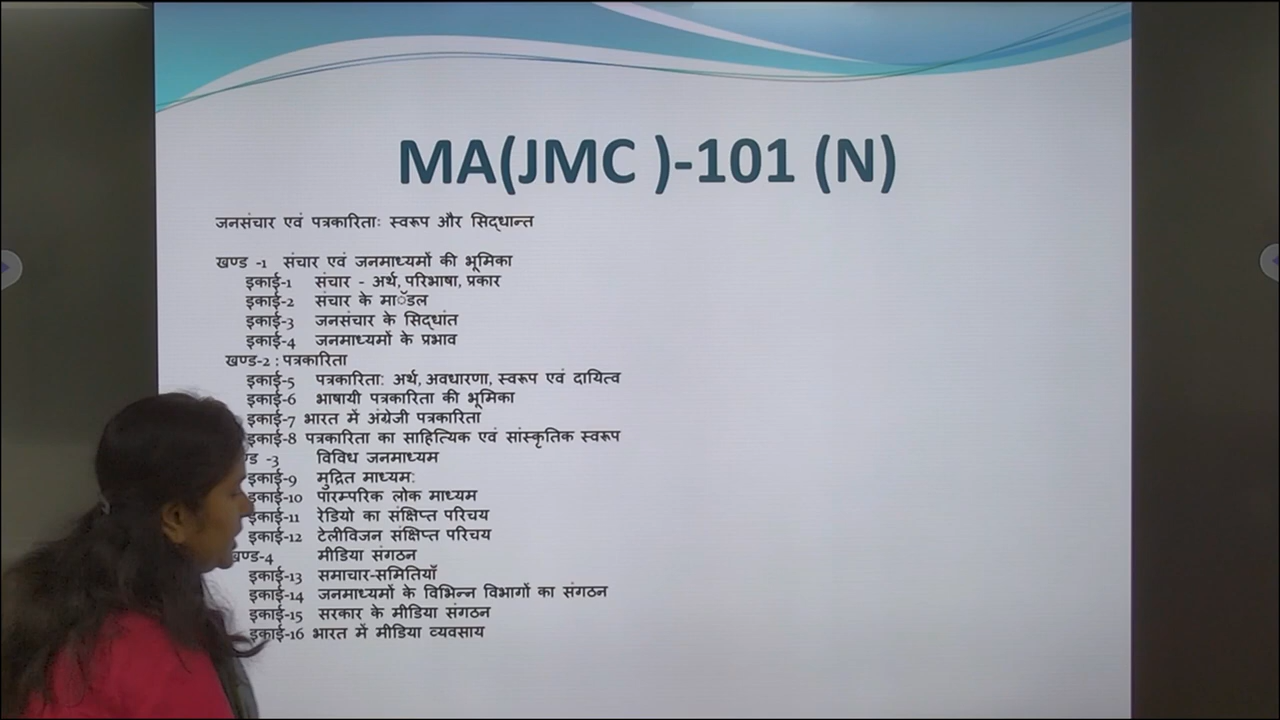 MA(JMC )-101 (N)
जनसंचार एवं पत्रकारिताः स्वरूप और सिद्धान्त
खण्ड -1 संचार एवं जनमाध्यमों की भूमिका
इकाई-1 संचार - अर्थ, परिभाषा, प्रकार
इकाई-2 संचार के माॅडल
इकाई-3 जनसंचार के सिद्धांत
इकाई-4 जनमाध्यमों के प्रभाव
खण्ड-2 : पत्रकारिता
इकाई-5 पत्रकारिता: अर्थ, अवधारणा, स्वरूप एवं दायित्व
इकाई-6 भाषायी पत्रकारिता की भूमिका
इकाई-7 भारत में अंग्रेजी पत्रकारिता
इकाई-8 पत्रकारिता का साहित्यिक एवं सांस्कृतिक स्वरूप
-3 विविध जनमाध्यम
इकाई-9 मुद्रित माध्यम:
इकाई-10 पारम्परिक लोक माध्यम
इकाई-11 रेडियो का संक्षिप्त परिचय
इकाई-12 टेलीविजन संक्षिप्त परिचय
खण्ड-4 मीडिया संगठन
इकाई-13 समाचार-समितियाँ
इकाई-14 जनमाध्यमों के विभिन्न विभागों का संगठन
इकाई-15 सरकार के मीडिया संगठन
इकाई-16 भारत में मीडिया व्यवसाय